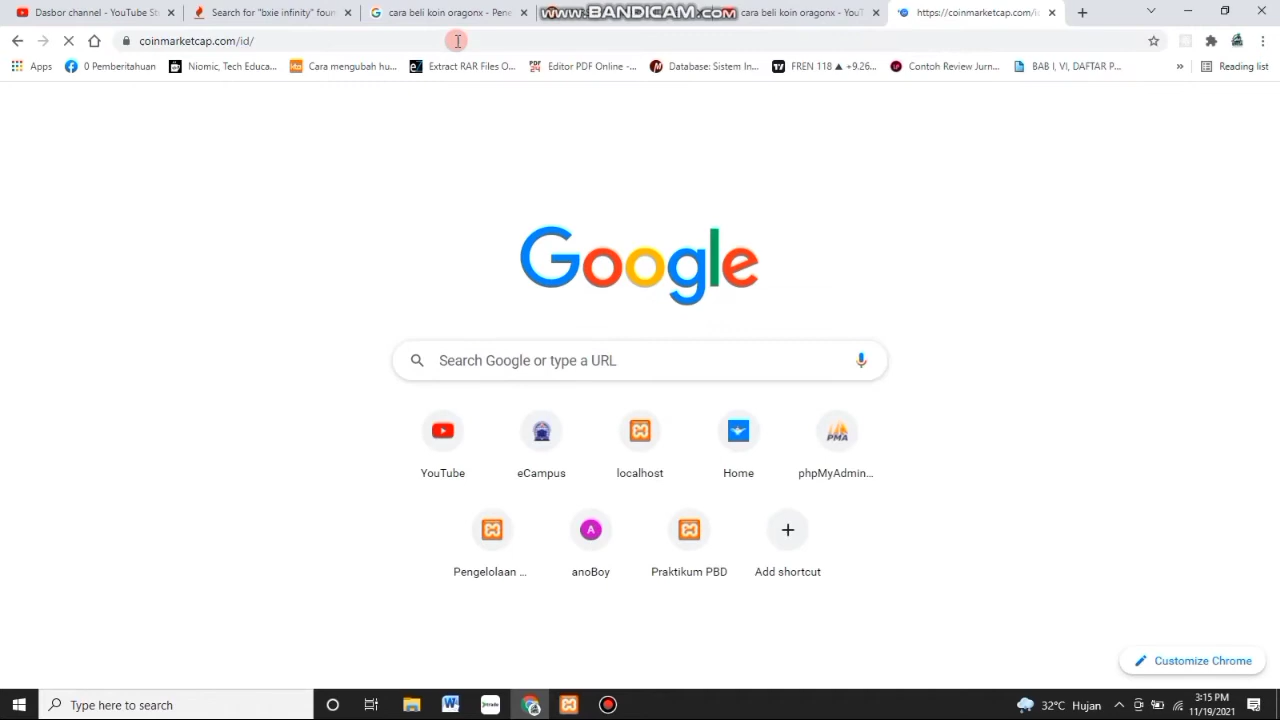 Dasbor channel - YouTube St
Search for "bxie infinity" four
cara beli koin oragonx - Pene
cara beli koin oragonx - YouT
https://coinmarketcap.com/i
WWW.BANDICAM.COM
coinmarketcap.com/id/
Apps
0 Pemberitahuan
Niomic, Tech Educa...
Cara mengubah hu...
Extract RAR Files O...
Editor PDF Online -...
Database: Sistem In...
FREN 118 ▲ +9.26...
Contoh Review Jurn...
BAB I, VI, DAFTAR P...
»
Reading list
Google
Search Google or type a URL
YouTube
eCampus
localhost
Home
PMA
phpMyAdmin...
A
Pengelolaan ...
anoBoy
Praktikum PBD
Add shortcut
Customize Chrome
Type here to search
32°C Hujan
3:15 PM
11/19/2021